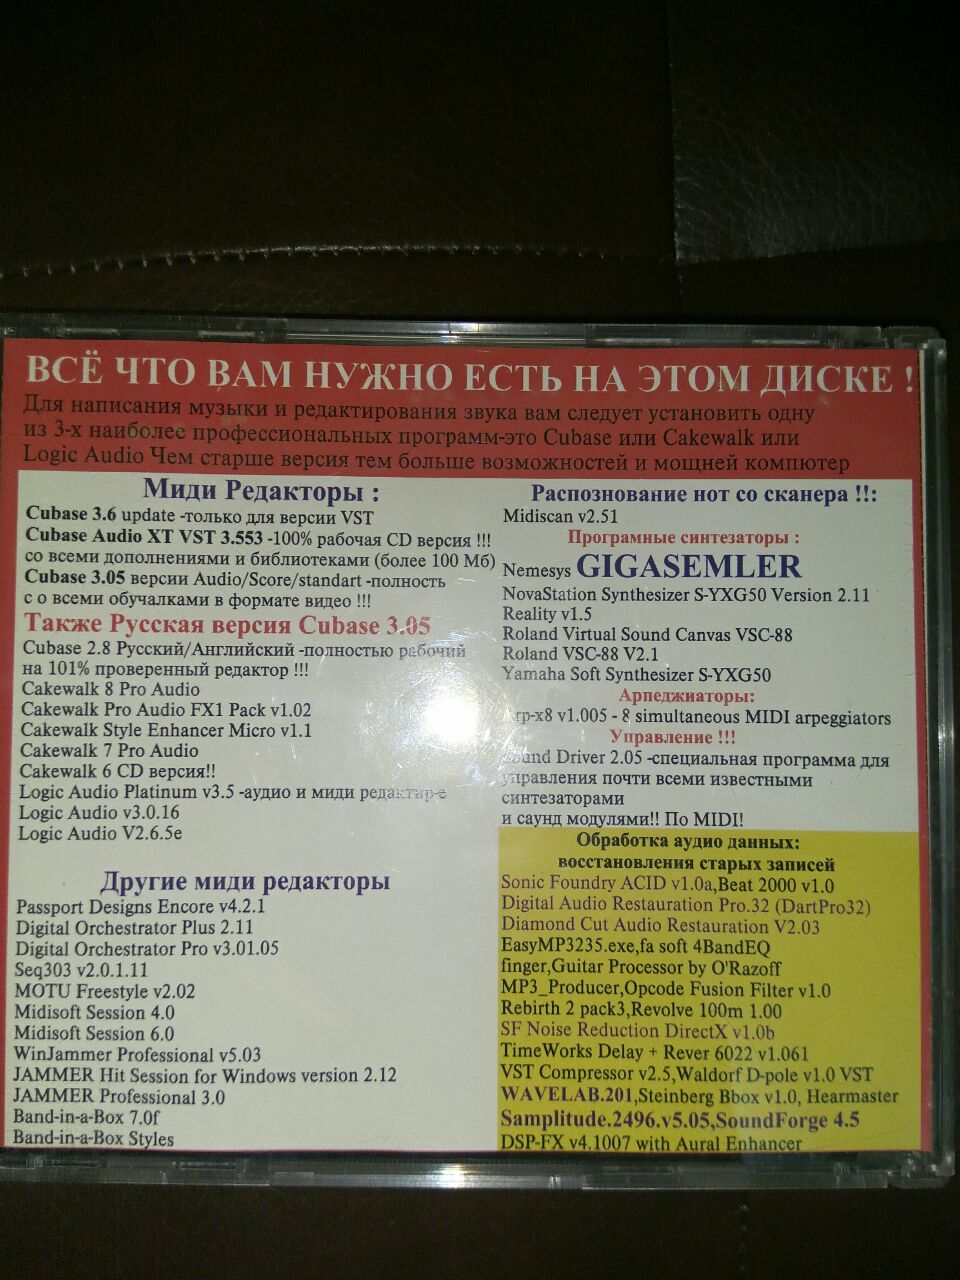 ВСЁ ЧТО ВАМ НУЖНО ЕСТЬ НА ЭТОМ ДИСКЕ !
Для написания музыки и редактирования звука вам следует установить одну
из 3-х наиболее профессиональных программ-это Cubase или Cakewalk или
Logic Audio Чем старше версия тем больше возможностей и мощней компютер
Миди Редакторы :
Cubase 3.6 update -только для версии VST
Cubase Audio XT VST 3.553 -100% рабочая CD версия !!!
со всеми дополнениями и библиотеками (более 100 Мб)
Cubase 3.05 версии Audio/Score/standart -полность
с о всеми обучалками в формате видео !!!
Также Русская версия Cubase 3.05
Cubase 2.8 Русский/Английский -полностью рабочий
на 101% проверенный редактор !!!
Cakewalk 8 Pro Audio
Cakewalk Pro Audio FX1 Pack v1.02
Cakewalk Style Enhancer Micro v1.1
Cakewalk 7 Pro Audio
Cakewalk 6 CD версия!!
Logic Audio Platinum v3.5 -аудио и миди редактир-е
Logic Audio v3.0.16
Logic Audio V2.6.5e
Другие миди редакторы
Passport Designs Encore v4.2.1
Digital Orchestrator Plus 2.11
Digital Orchestrator Pro v3.01.05
Seq303 v2.0.1.11
MOTU Freestyle v2.02
Midisoft Session 4.0
Midisoft Session 6.0
WinJammer Professional v5.03
JAMMER Hit Session for Windows version 2.12
JAMMER Professional 3.0
Band-in-a-Box 7.0f
Band-in-a-Box Styles
Распознование нот со сканера !!:
Midiscan v2.51
Програмные синтезаторы :
Nemesys GIGASEMLER
NovaStation Synthesizer S-YXG50 Version 2.11
Reality v1.5
Roland Virtual Sound Canvas VSC-88
Roland VSC-88 V2.1
Yamaha Soft Synthesizer S-YXG50
Арпеджиаторы:
Arp-x8 v1.005 - 8 simultaneous MIDI arpeggiators
Управление !!!
Sound Driver 2.05 -специальная программа для
управления почти всеми известными
синтезаторами
и саунд модулями!! По MIDI!
Обработка аудио данных:
восстановления старых записей
Sonic Foundry ACID v1.0a,Beat 2000 v1.0
Digital Audio Restauration Pro.32 (DartPro32)
Diamond Cut Audio Restauration V2.03
EasyMP3235.exe,fa soft 4BandEQ
finger,Guitar Processor by O'Razoff
MP3_Producer,Opcode Fusion Filter v1.0
Rebirth 2 pack3,Revolve 100m 1.00
SF Noise Reduction DirectX v1.0b
TimeWorks Delay + Rever 6022 v1.061
VST Compressor v2.5,Waldorf D-pole v1.0 VST
WAVELAB.201,Steinberg Bbox v1.0, Hearmaster
Samplitude.2496.v5.05,SoundForge 4.5
DSP-FX v4.1007 with Aural Enhancer